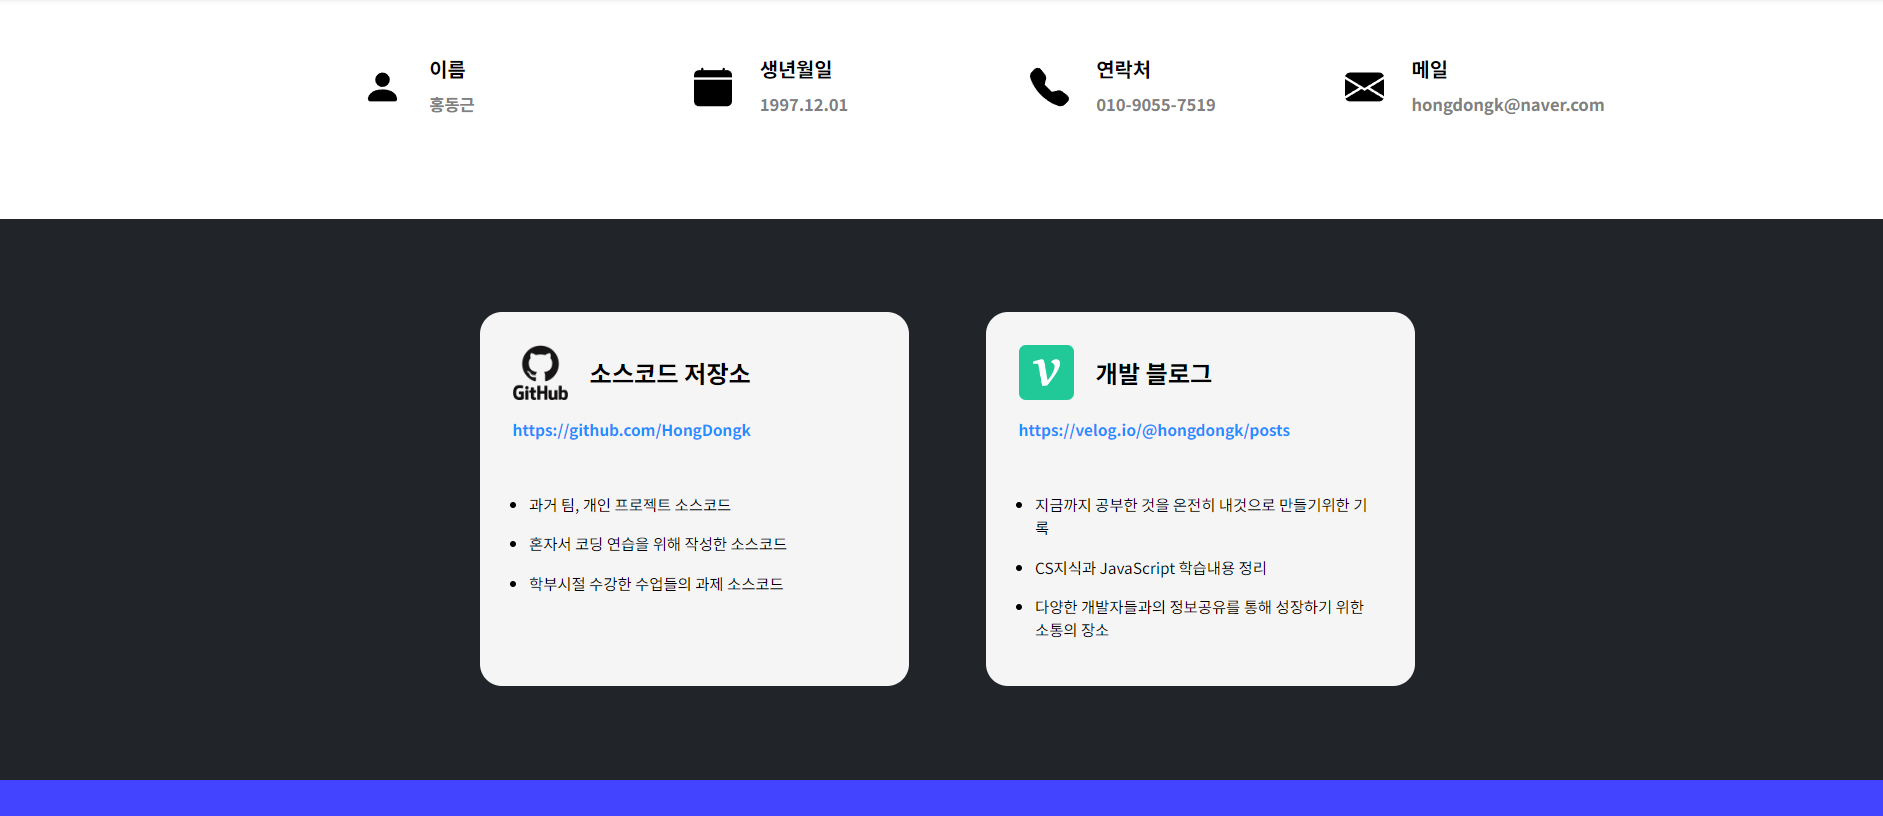 이름
홍동근
생년월일
1997.12.01
연락처
010-9055-7519
메일
hongdongk@naver.com
GitHub
소스코드 저장소
https://github.com/HongDongk
과거 팀, 개인 프로젝트 소스코드
혼자서 코딩 연습을 위해 작성한 소스코드
학부시절 수강한 수업들의 과제 소스코드
v
개발 블로그
https://velog.io/@hongdongk/posts
지금까지 공부한 것을 온전히 내것으로 만들기위한 기
록
CS지식과 JavaScript 학습내용 정리
다양한 개발자들과의 정보공유를 통해 성장하기 위한
소통의 장소